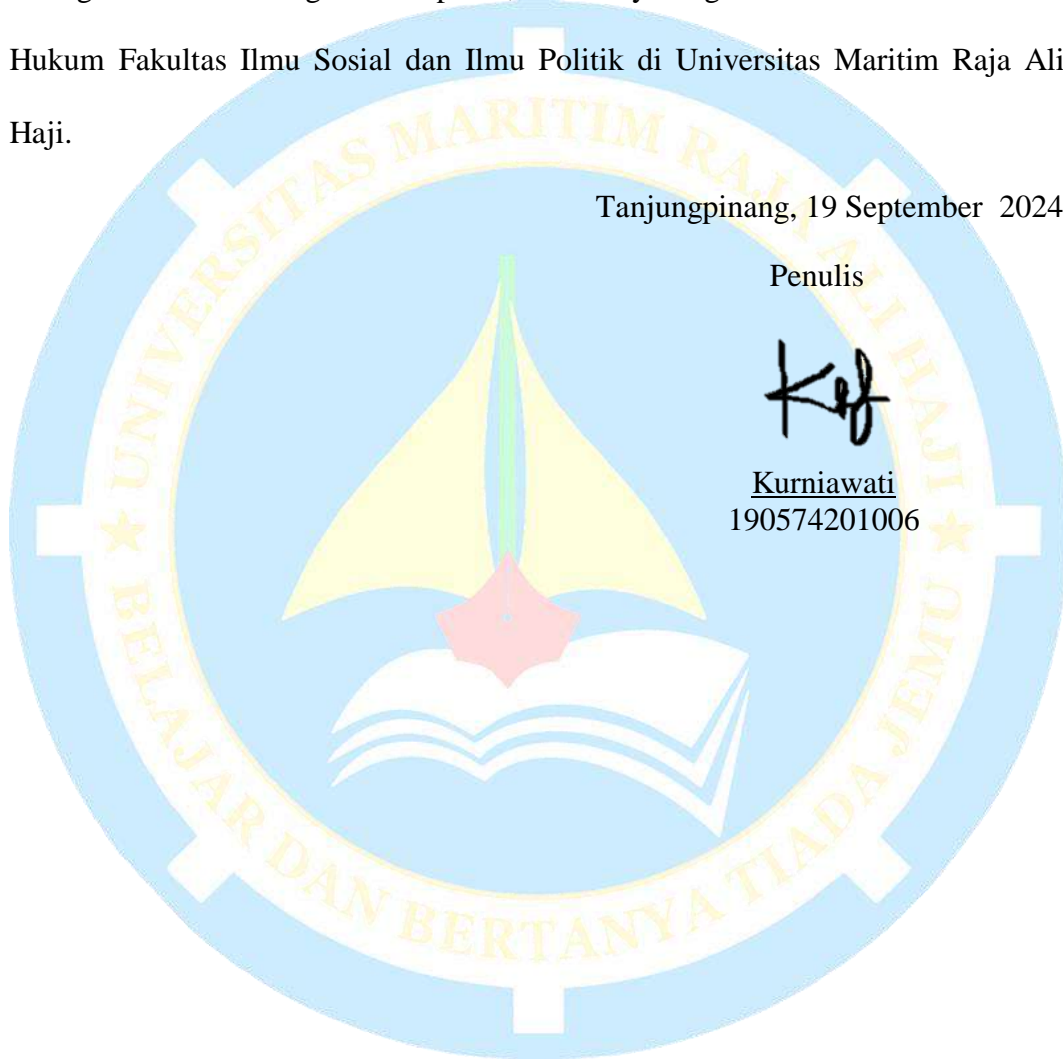 Hukum Fakultas Ilmu Sosial dan Ilmu Politik di Universitas Maritim Raja Ali
Haji.
Tanjungpinang, 19 September 2024
Penulis
Kurniawati
190574201006
UNIVERSITAS MARITIM RAJA ALI HAJI
BELAJAR DAN BERTANYA TIADA JEMU